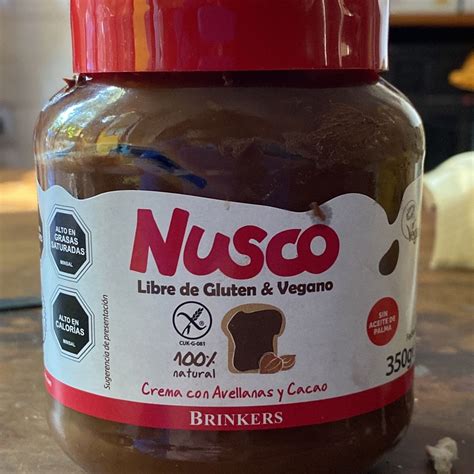 Nusco
Libre de Gluten & Vegano
ALTO EN
GRASAS
SATURADAS
MINSAL
ALTO EN
CALORÍAS
MINSAL
Sugerencia de presentación
CUK-G-081
100%
natural
SIN
ACEITE DE
PALMA
350g
Crema con Avellanas y Cacao
BRINKERS